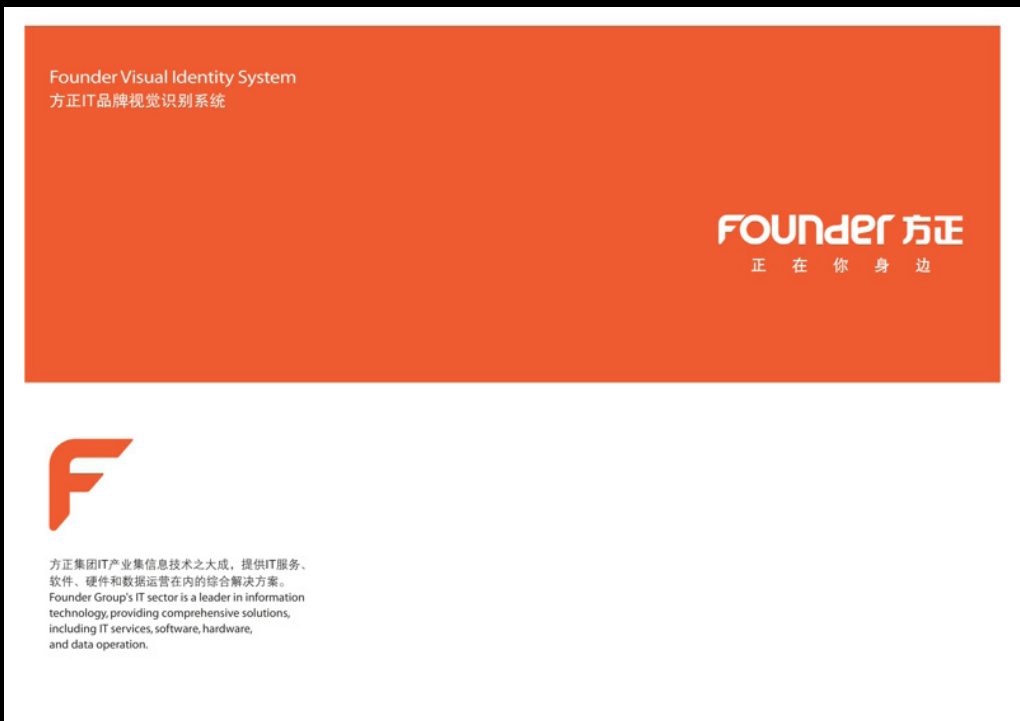 Founder Visual Identity System
方正IT品牌视觉识别系统
FOUNder 方正
正在你身边
F
方正集团IT产业集信息技术之大成，提供IT服务、
软件、硬件和数据运营在内的综合解决方案。
Founder Group's IT sector is a leader in information
technology, providing comprehensive solutions,
including IT services, software, hardware,
and data operation.